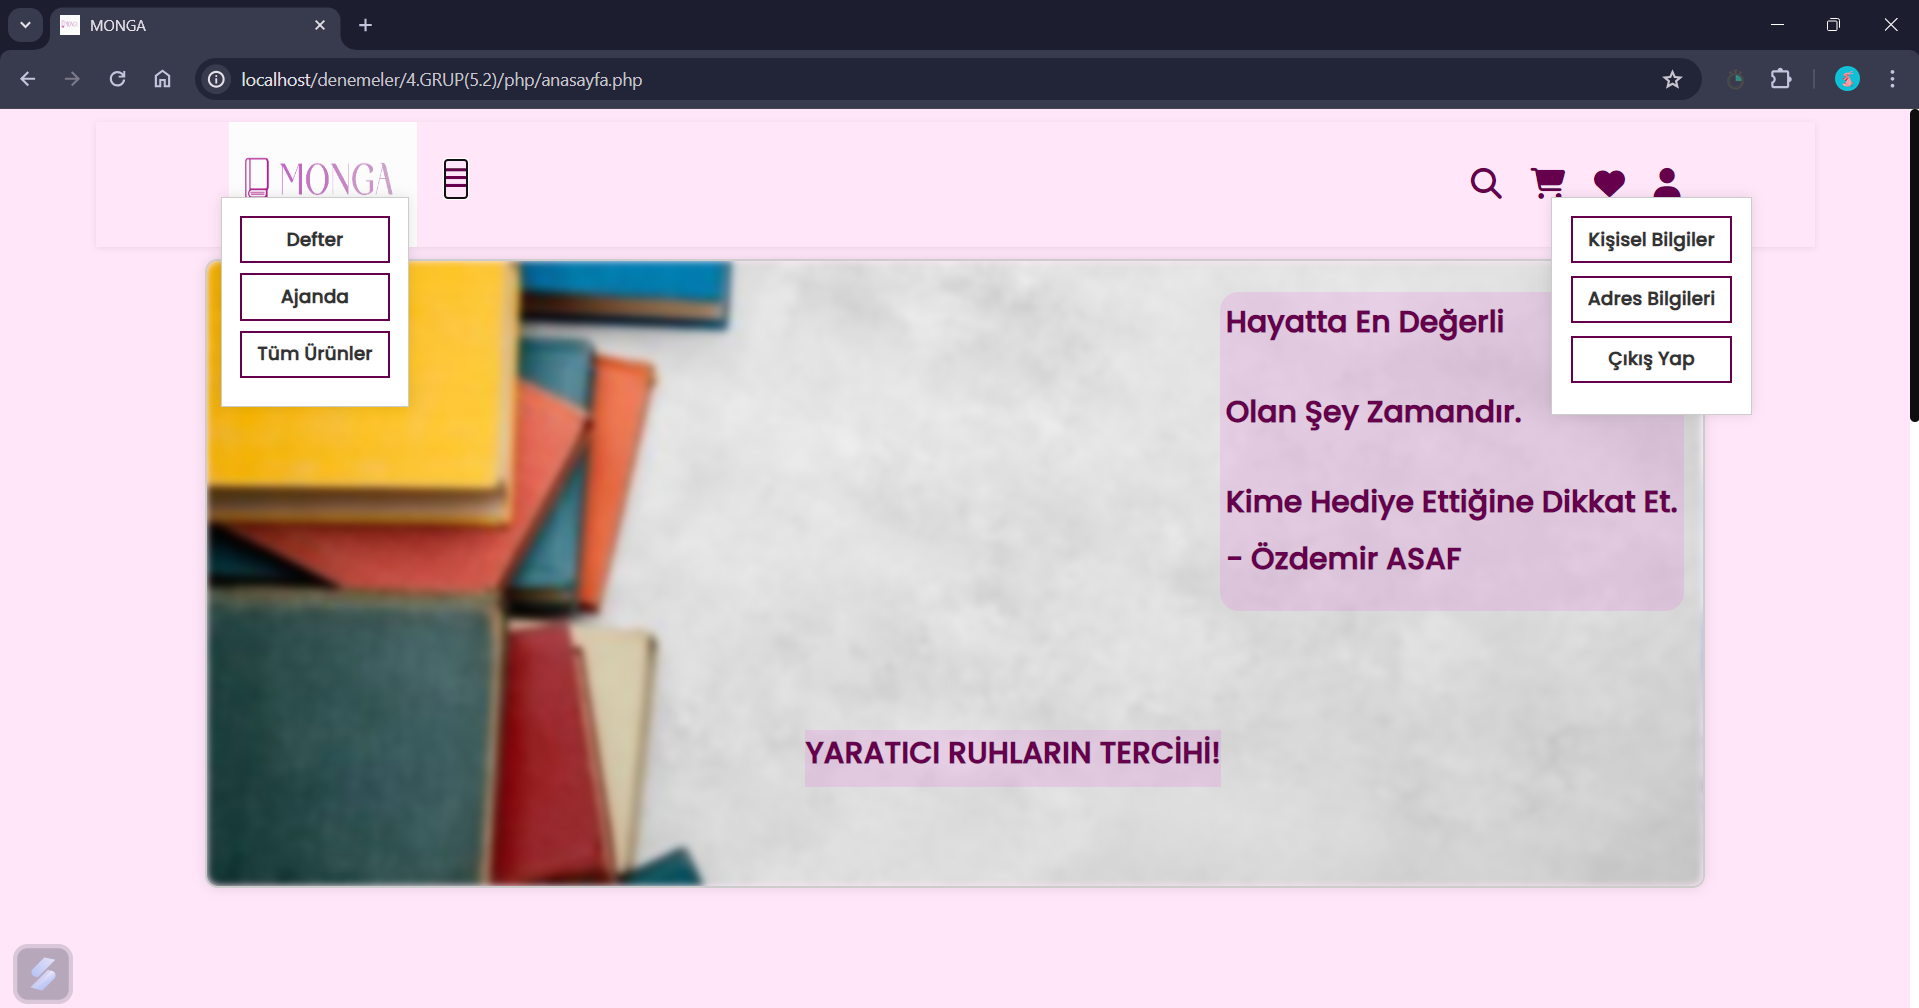 MONGA
localhost/denemeler/4.GRUP(5.2)/php/anasayfa.php
MONGA
Defter
Ajanda
Tüm Ürünler
Kişisel Bilgiler
Adres Bilgileri
Çıkış Yap
Hayatta En Değerli
Olan Şey Zamandır.
Kime Hediye Ettiğine Dikkat Et.
- Özdemir ASAF
YARATICI RUHLARIN TERCİHİ!